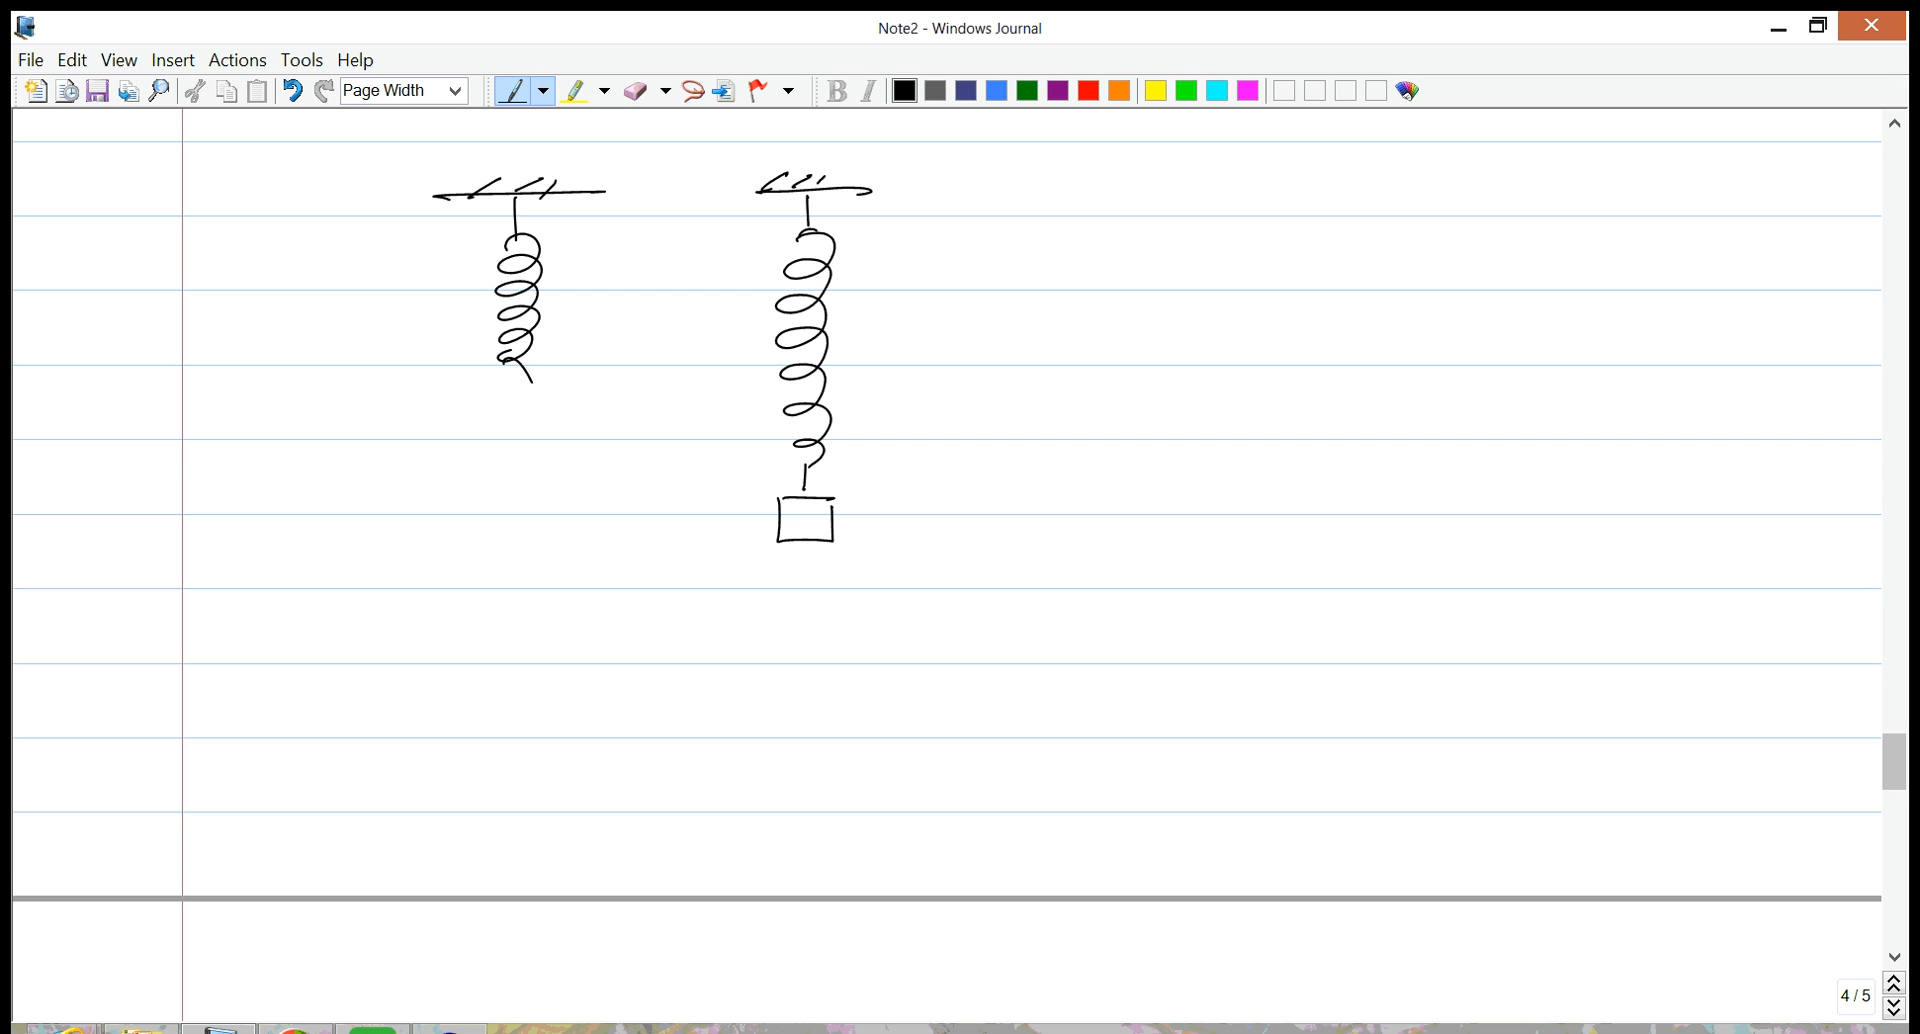 Note2 - Windows Journal
File Edit View Insert Actions Tools Help
Page Width B I
4 / 5